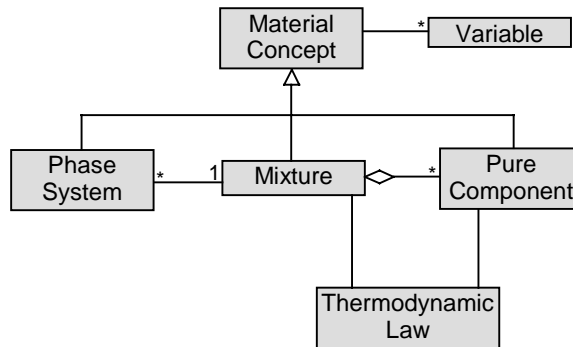 Material
Concept
*
Variable
Phase
System
*
1
Mixture
*
Pure
Component
Thermodynamic
Law